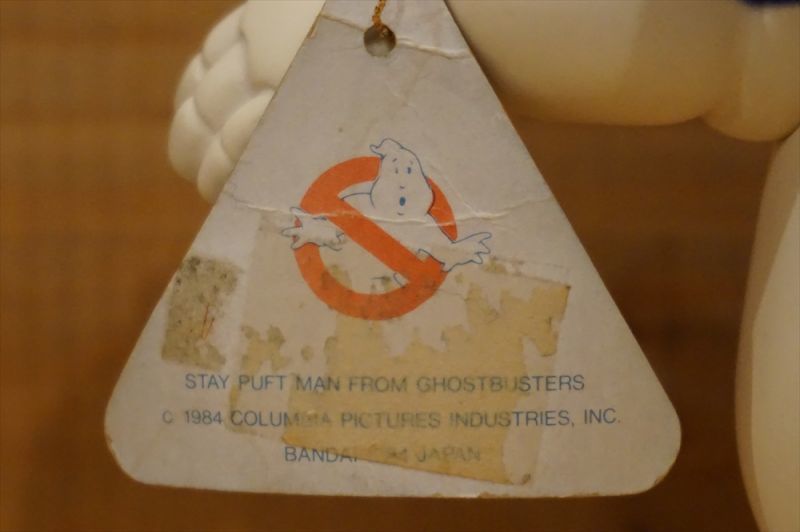 STAY PUFT MAN FROM GHOSTBUSTERS
© 1984 COLUMBIA PICTURES INDUSTRIES, INC.
BANDAI JAPAN